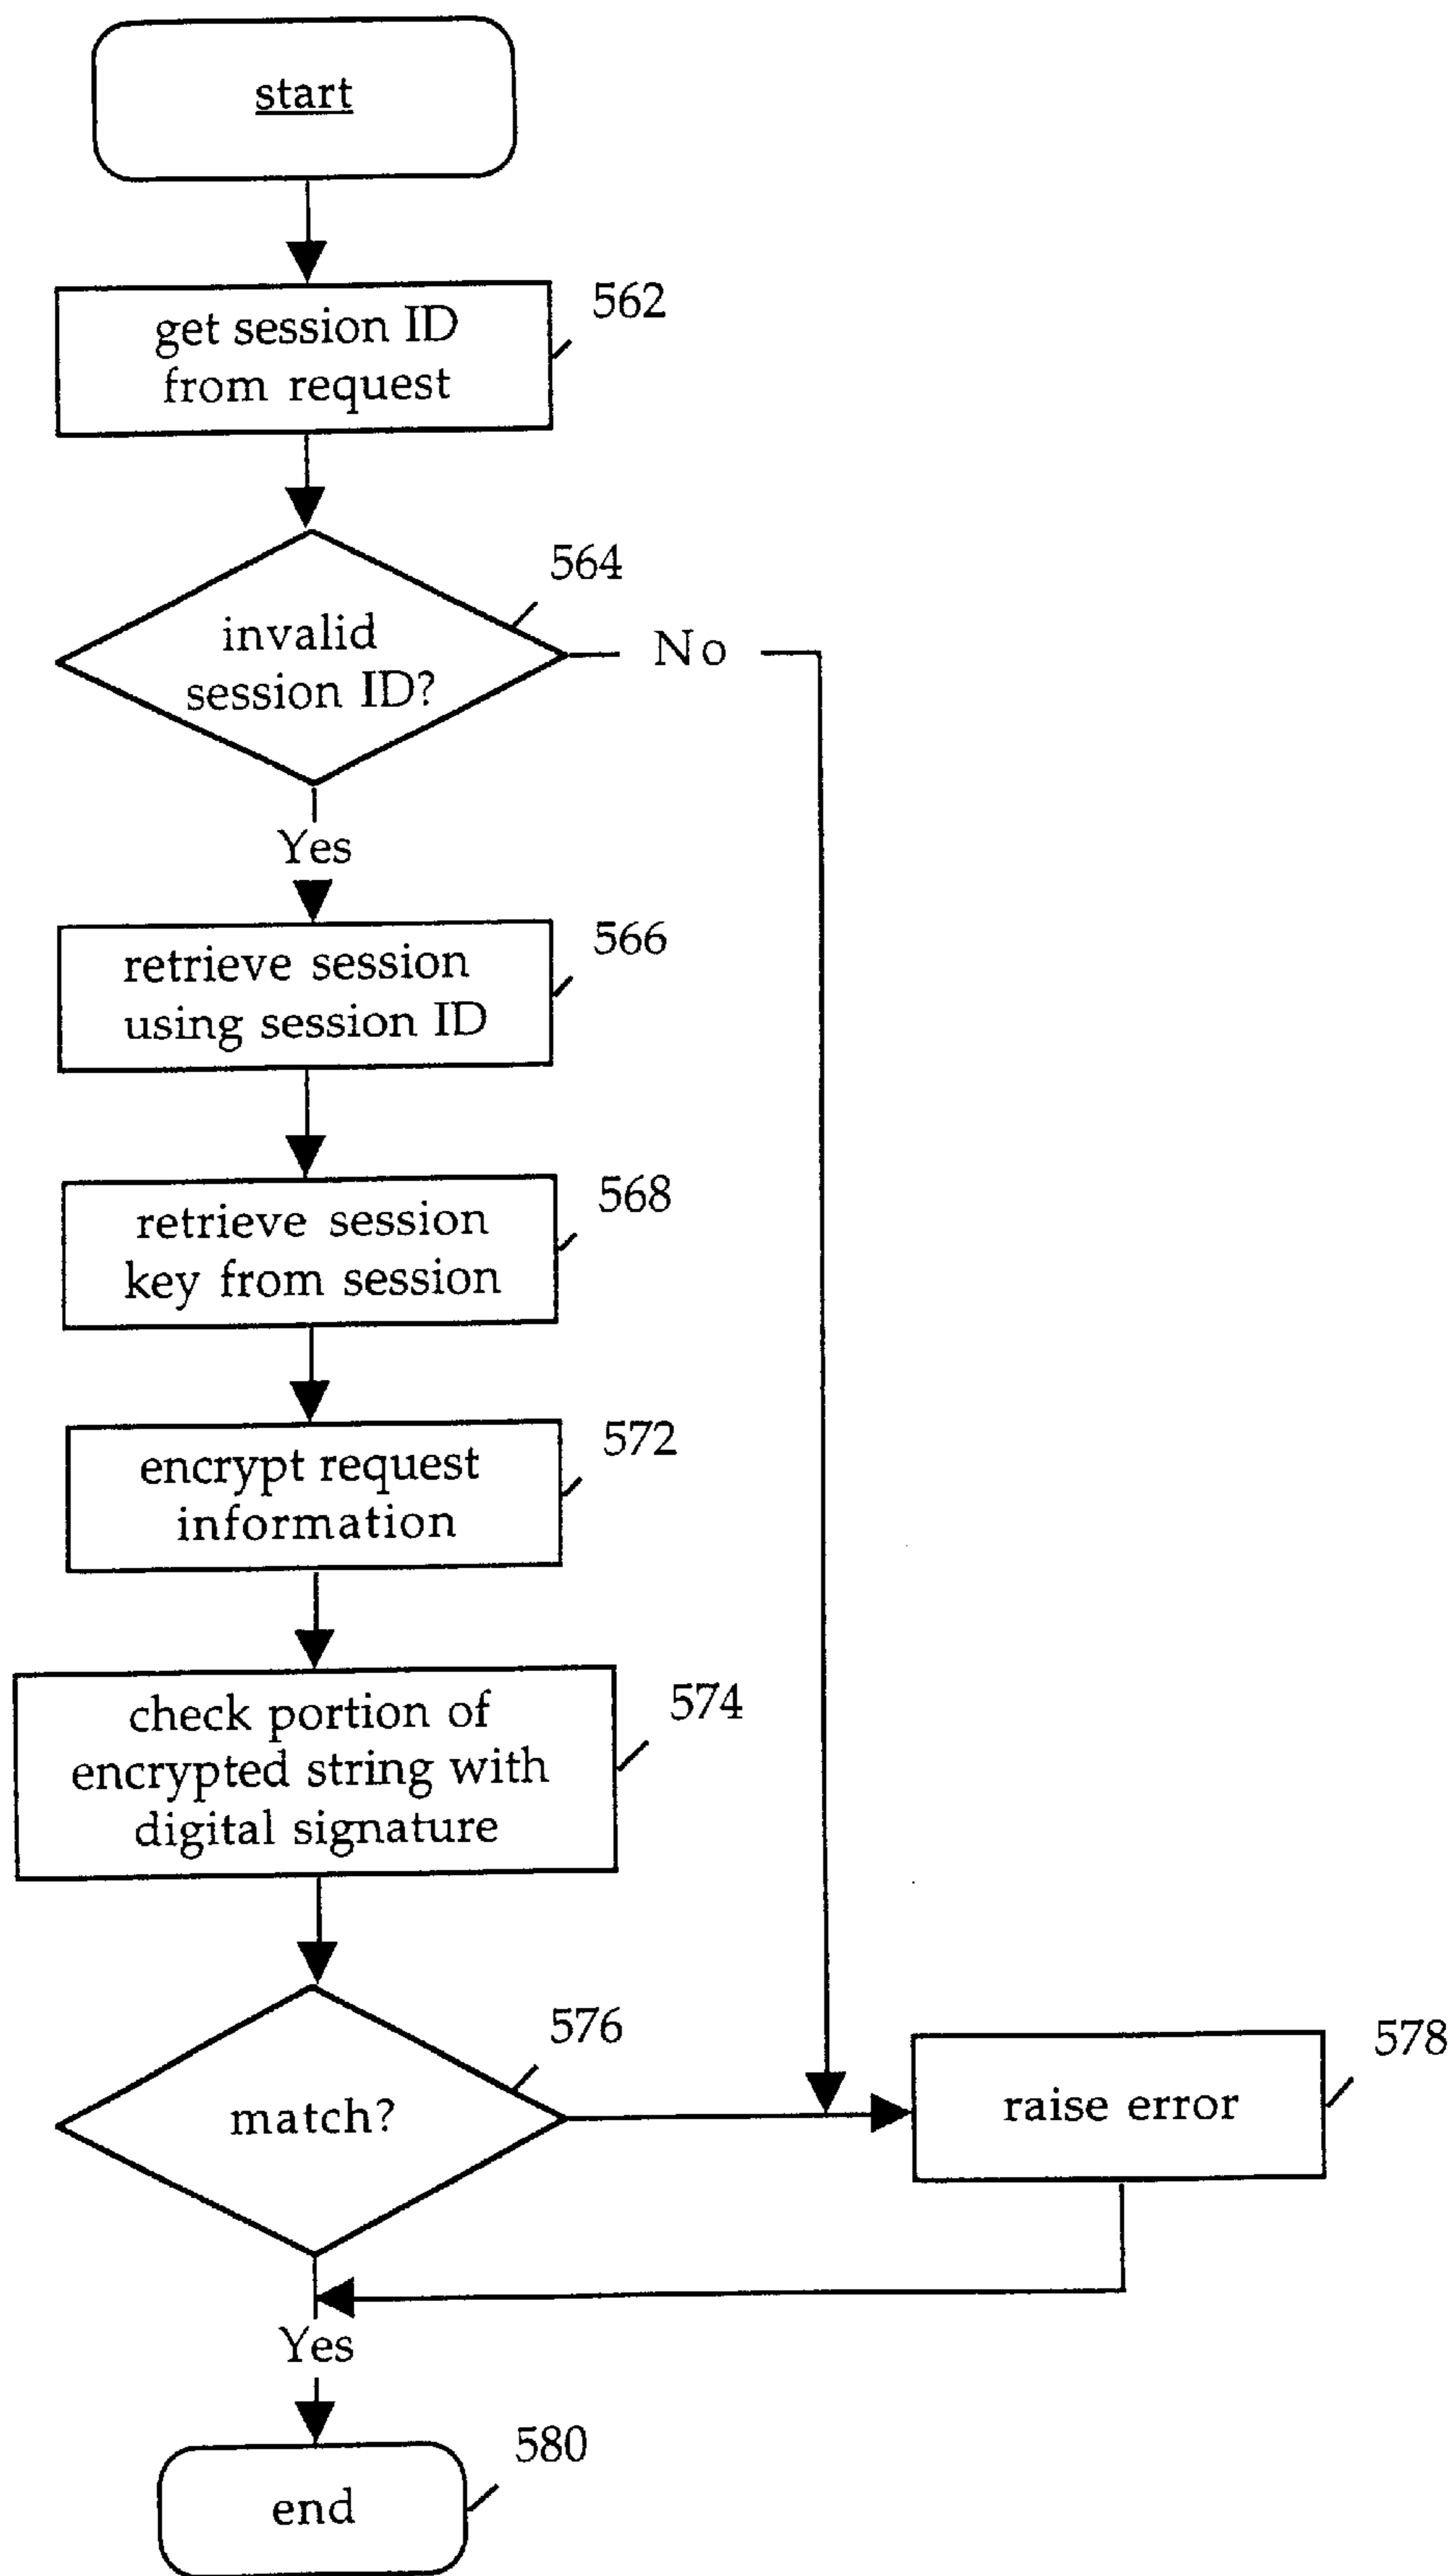 start
562
get session ID
from request
564
invalid
session ID?
No
Yes
566
retrieve session
using session ID
568
retrieve session
key from session
572
encrypt request
information
574
check portion of
encrypted string with
digital signature
576
match?
578
raise error
Yes
580
end